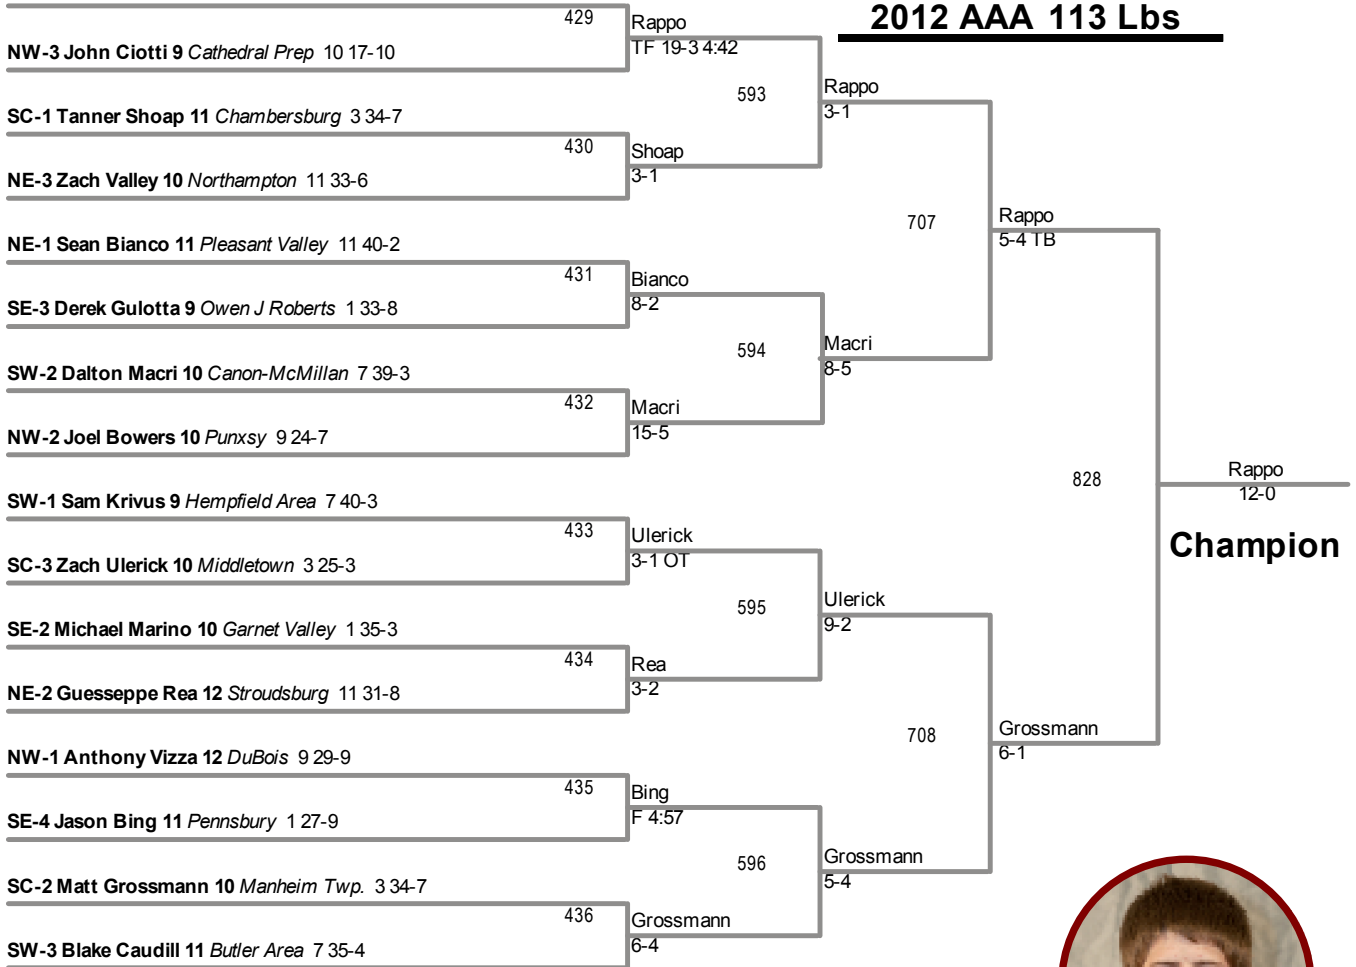 2012 AAA 113 Lbs
429
Rappo
TF 19-3 4:42
NW-3 John Ciotti 9 Cathedral Prep 10 17-10
593
Rappo
3-1
SC-1 Tanner Shoap 11 Chambersburg 3 34-7
430
Shoap
3-1
NE-3 Zach Valley 10 Northampton 11 33-6
707
Rappo
5-4 TB
NE-1 Sean Bianco 11 Pleasant Valley 11 40-2
431
Bianco
8-2
SE-3 Derek Gulotta 9 Owen J Roberts 1 33-8
594
Macri
8-5
SW-2 Dalton Macri 10 Canon-McMillan 7 39-3
432
Macri
15-5
NW-2 Joel Bowers 10 Punxsy 9 24-7
828
Rappo
12-0
Champion
SW-1 Sam Krivus 9 Hempfield Area 7 40-3
433
Ulerick
3-1 OT
SC-3 Zach Ulerick 10 Middletown 3 25-3
595
Ulerick
9-2
SE-2 Michael Marino 10 Garnet Valley 1 35-3
434
Rea
3-2
NE-2 Guesseppe Rea 12 Stroudsburg 11 31-8
708
Grossmann
6-1
NW-1 Anthony Vizza 12 DuBois 9 29-9
435
Bing
F 4:57
SE-4 Jason Bing 11 Pennsbury 1 27-9
596
Grossmann
5-4
SC-2 Matt Grossmann 10 Manheim Twp. 3 34-7
436
Grossmann
6-4
SW-3 Blake Caudill 11 Butler Area 7 35-4